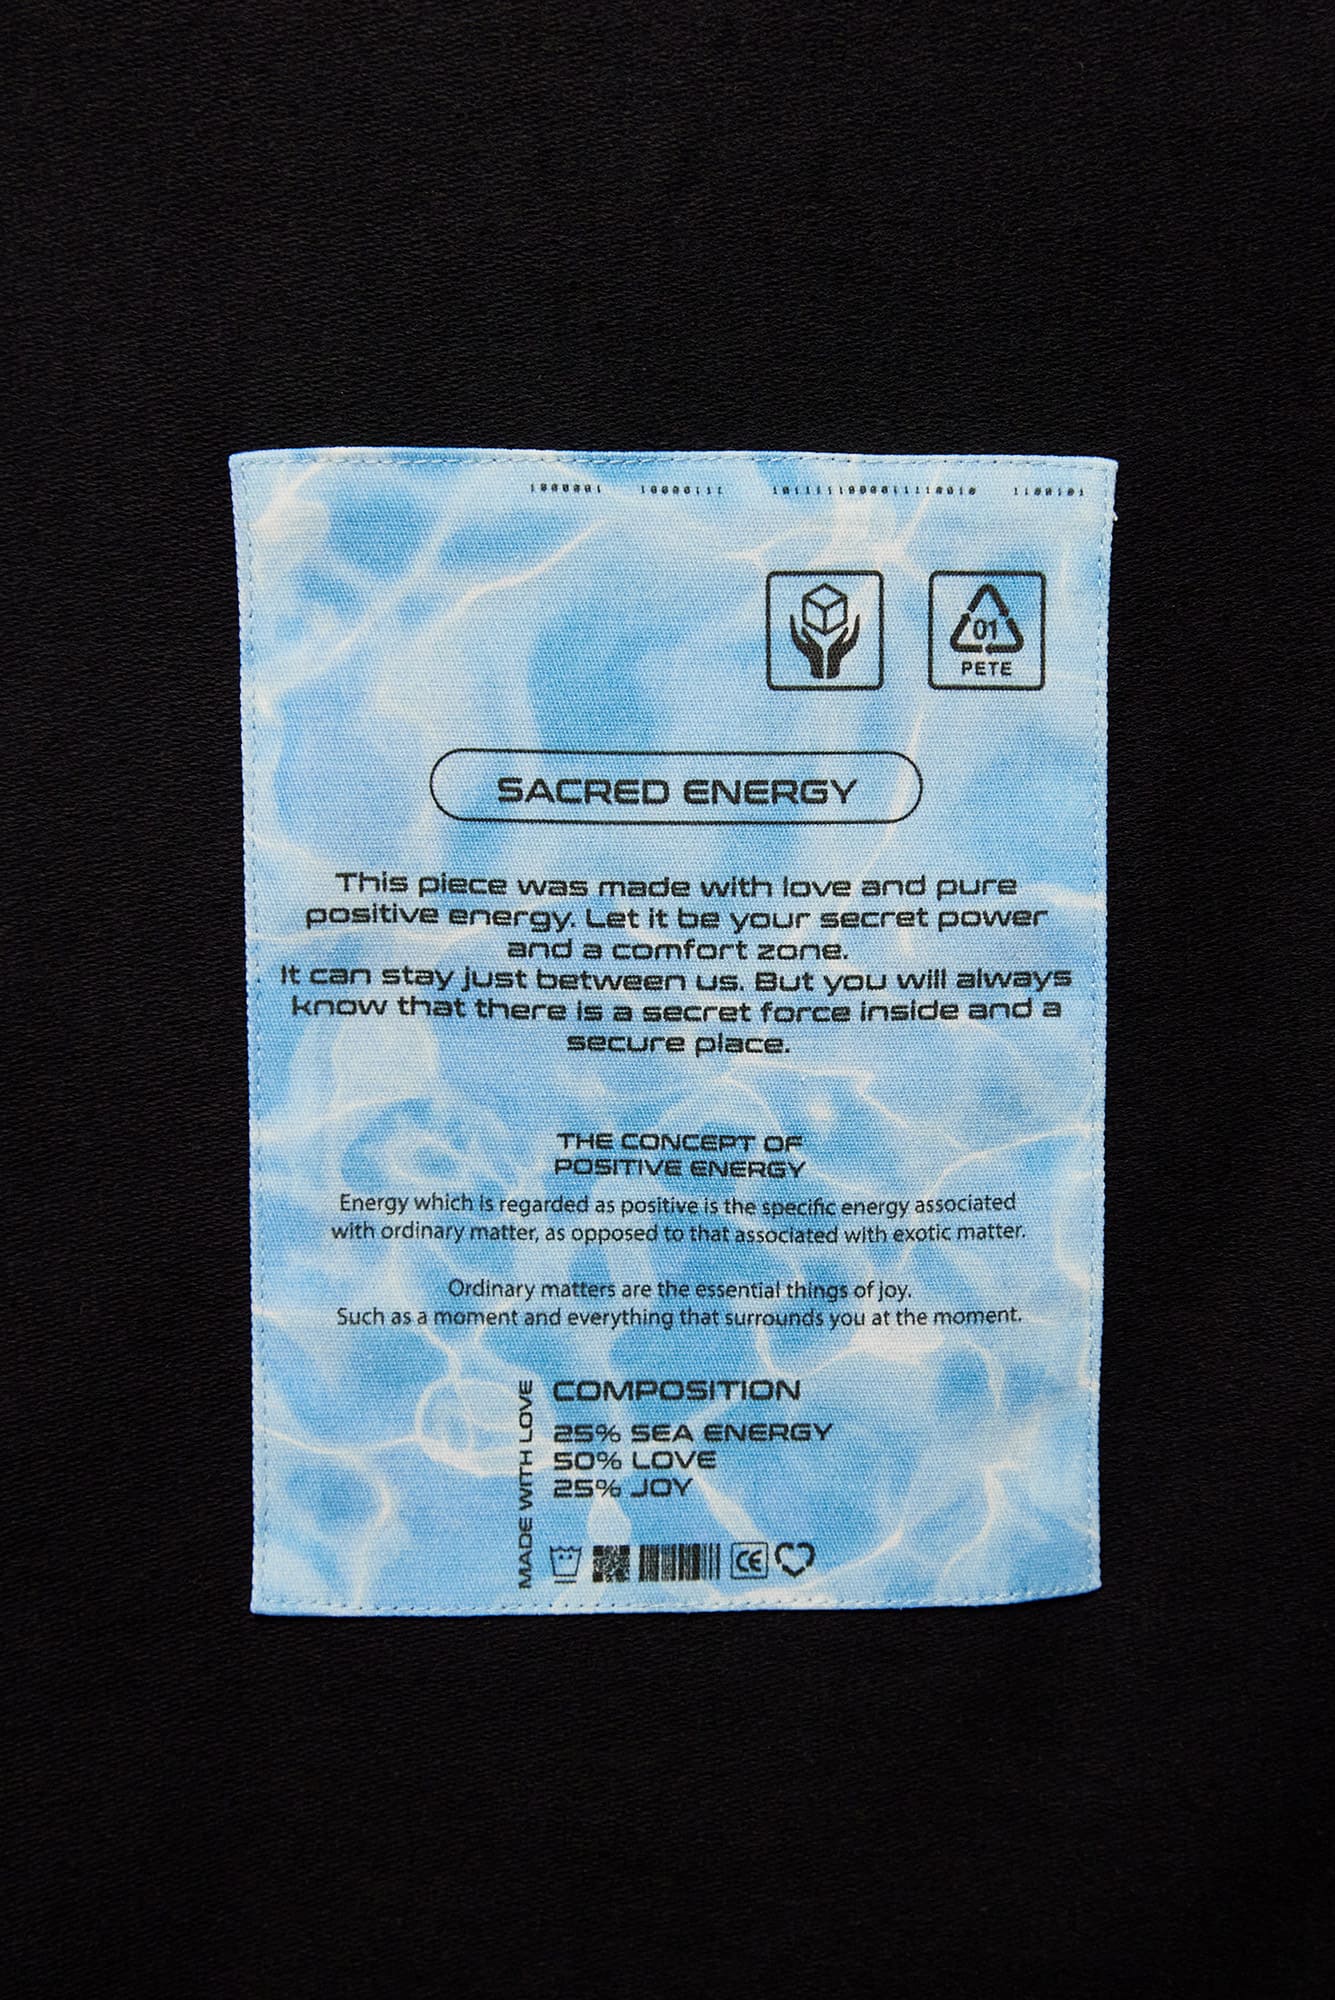 01
PETE
SACRED ENERGY
This piece was made with love and pure
positive energy. Let it be your secret power
and a comfort zone.
It can stay just between us. But you will always
know that there is a secret force inside and a
secure place.
THE CONCEPT OF
POSITIVE ENERGY
Energy which is regarded as positive is the specific energy associated
with ordinary matter, as opposed to that associated with exotic matter.
Ordinary matters are the essential things of joy.
Such as a moment and everything that surrounds you at the moment.
MADE WITH LOVE
COMPOSITION
25% SEA ENERGY
50% LOVE
25% JOY
CE